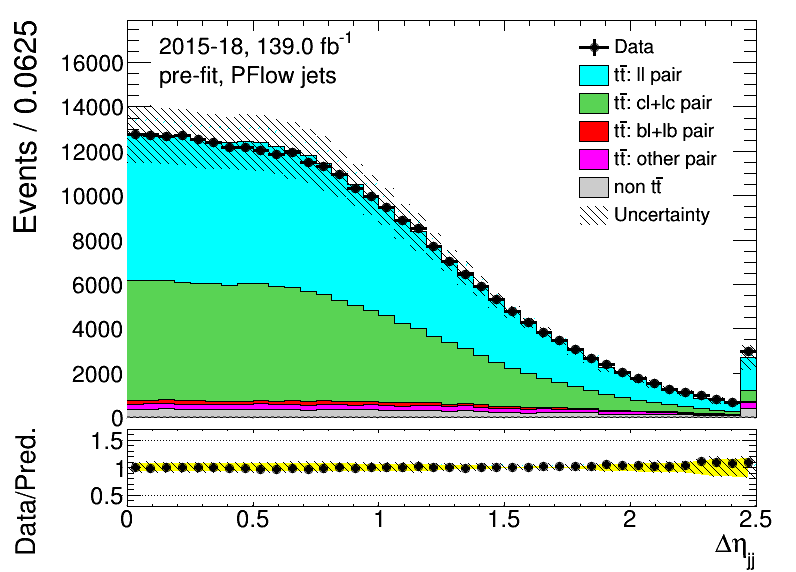 Events / 0.0625
16000
14000
12000
10000
8000
6000
4000
2000
0
2015-18, 139.0 fb⁻¹
pre-fit, PFlow jets
Data
tt̄: ll pair
tt̄: cl+lc pair
tt̄: bl+lb pair
tt̄: other pair
non tt̄
Uncertainty
Data/Pred.
1.5
1
0.5
0 0.5 1 1.5 2 2.5
Δη_jj